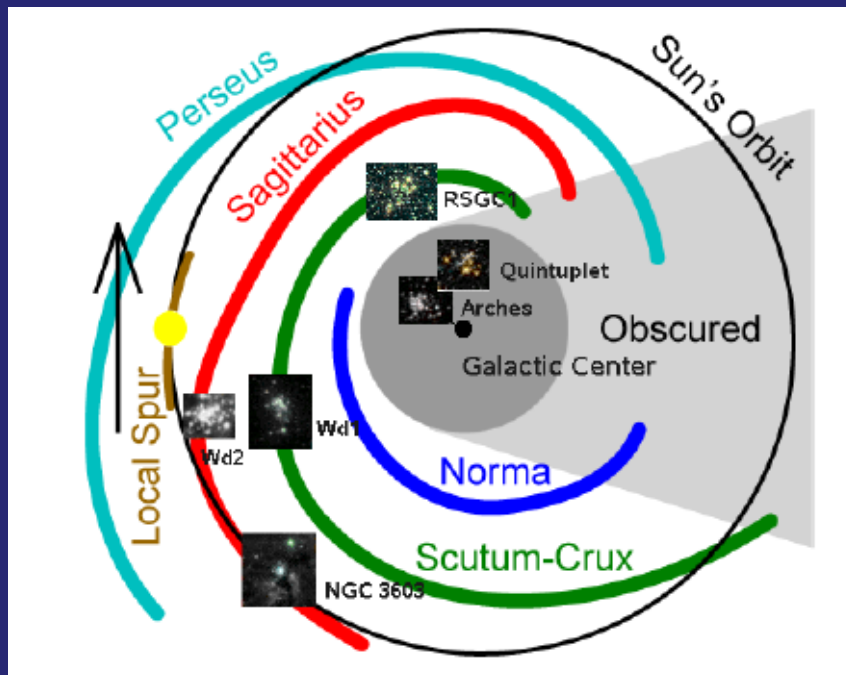 Perseus
Sagittarius
Sun's Orbit
RSGC1
Quintuplet
Arches
Obscured
Galactic Center
Local Spur
Wd1
Wd2
Norma
Scutum-Crux
NGC 3603